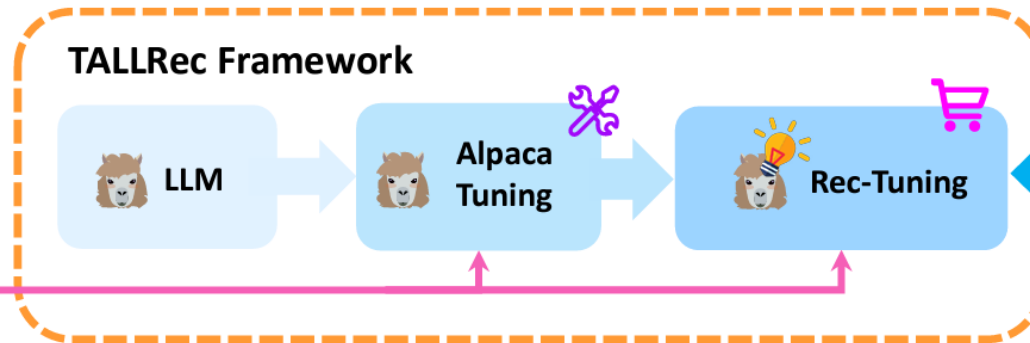 TALLRec Framework
LLM
Alpaca
Tuning
Rec-Tuning